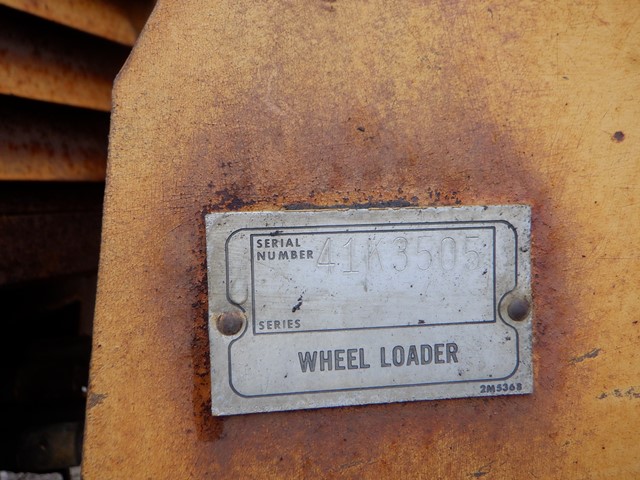 SERIAL
NUMBER 41K3505
SERIES
WHEEL LOADER
2M5368